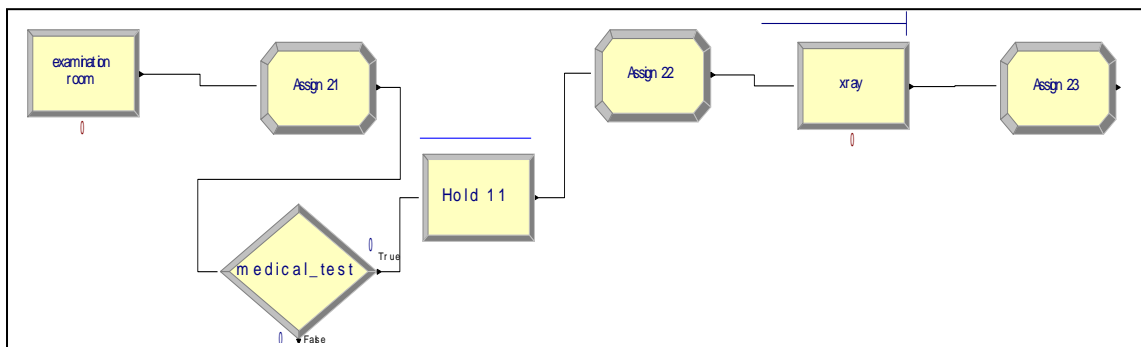 examination
room
0
Assign 21
medical_test
0
True
0
False
Hold 11
Assign 22
xray
0
Assign 23